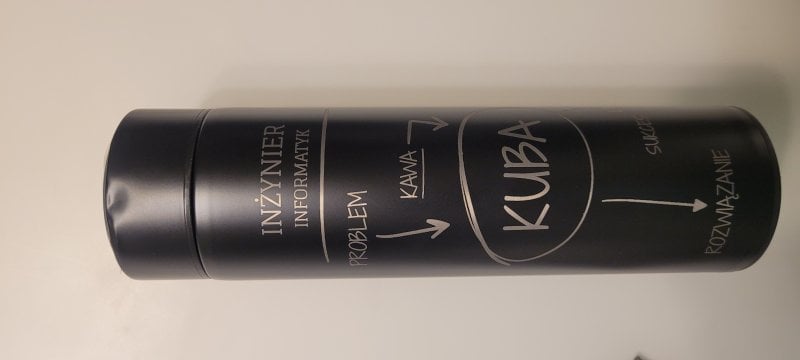 INŻYNIER
INFORMATYK
PROBLEM
KAWA
KUBA
SUKCES
ROZWIĄZANIE